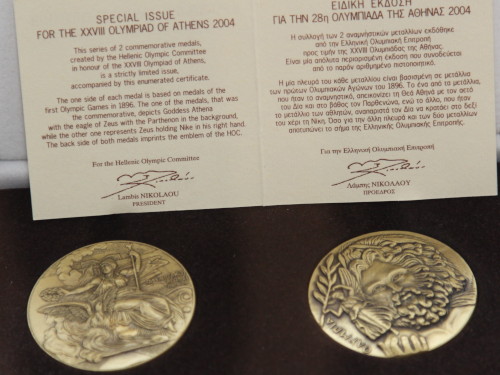 SPECIAL ISSUE
FOR THE XXVIII OLYMPIAD OF ATHENS 2004
This series of 2 commemorative medals,
created by the Hellenic Olympic Committee
in honour of the XXVIII Olympiad of Athens,
is a strictly limited issue,
accompanied by this enumerated certificate.
The one side of each medal is based on medals of the
first Olympic Games in 1896. The one of the medals, that was
the commemorative, depicts Goddess Athena
with the eagle of Zeus with the Parthenon in the background,
while the other one represents Zeus holding Nike in his right hand.
The back side of both medals imprints the emblem of the HOC.
For the Hellenic Olympic Committee
Lambis NIKOLAOU
PRESIDENT
ΕΙΔΙΚΗ ΕΚΔΟΣΗ
ΓΙΑ ΤΗΝ 28η ΟΛΥΜΠΙΑΔΑ ΤΗΣ ΑΘΗΝΑΣ 2004
Η συλλογή των 2 αναμνηστικών μεταλλίων εκδόθηκε
από την Ελληνική Ολυμπιακή Επιτροπή
προς τιμήν της XXVIII Ολυμπιάδος της Αθήνας.
Είναι μία απόλυτα περιορισμένη έκδοση που συνοδεύεται
από το παρόν αριθμημένο πιστοποιητικό.
Η μία πλευρά του κάθε μεταλλίου είναι βασισμένη σε μετάλλια
των πρώτων Ολυμπιακών Αγώνων του 1896. Το ένα από τα μετάλλια,
που ήταν το αναμνηστικό, απεικονίζει τη Θεά Αθηνά με τον αετό
του Δία και στο βάθος τον Παρθενώνα, ενώ το άλλο, που ήταν
το μετάλλιο των αθλητών, αναπαριστά τον Δία να κρατάει στο δεξί
του χέρι τη Νίκη. Όσο για την άλλη πλευρά και των δύο μεταλλίων
αποτυπώνει το σήμα της Ελληνικής Ολυμπιακής Επιτροπής.
Για την Ελληνική Ολυμπιακή Επιτροπή
Λάμπης ΝΙΚΟΛΑΟΥ
ΠΡΟΕΔΡΟΣ